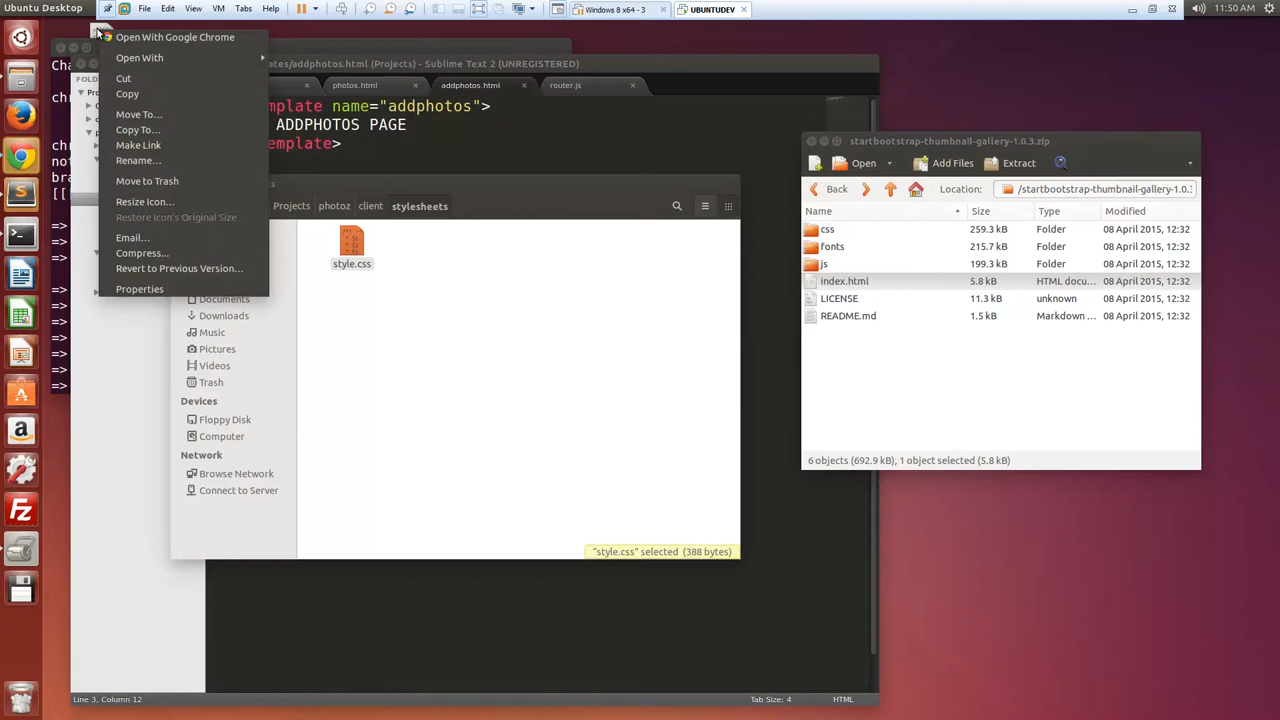 Ubuntu Desktop
File Edit View VM Tabs Help
Windows 8 x64 - 3
UBUNTUDEV
11:50 AM
Open With Google Chrome
Open With
Cut
Copy
Move To...
Copy To...
Make Link
Rename...
Move to Trash
Resize Icon...
Restore Icon's Original Size
Email...
Compress...
Revert to Previous Version...
Properties
ates/addphotos.html (Projects) - Sublime Text 2 (UNREGISTERED)
photos.html
addphotos.html
router.js
mplate name="addphotos">
ADDPHOTOS PAGE
mplate>
Projects photoz client stylesheets
style.css
Documents
Downloads
Music
Pictures
Videos
Trash
Devices
Floppy Disk
Computer
Network
Browse Network
Connect to Server
"style.css" selected (388 bytes)
Line 3, Column 12
Tab Size: 4
HTML
startbootstrap-thumbnail-gallery-1.0.3.zip
Open
Add Files
Extract
Back
Location: /startbootstrap-thumbnail-gallery-1.0.
Name Size Type Modified
css 259.3 kB Folder 08 April 2015, 12:32
fonts 215.7 kB Folder 08 April 2015, 12:32
js 199.3 kB Folder 08 April 2015, 12:32
index.html 5.8 kB HTML docu... 08 April 2015, 12:32
LICENSE 11.3 kB unknown 08 April 2015, 12:32
README.md 1.5 kB Markdown ... 08 April 2015, 12:32
6 objects (692.9 kB), 1 object selected (5.8 kB)
Cha
chr
chr
not
bra
[[
=>
=>
=>
=>
=>
=>
=>
=>
=>
=>
FOLD